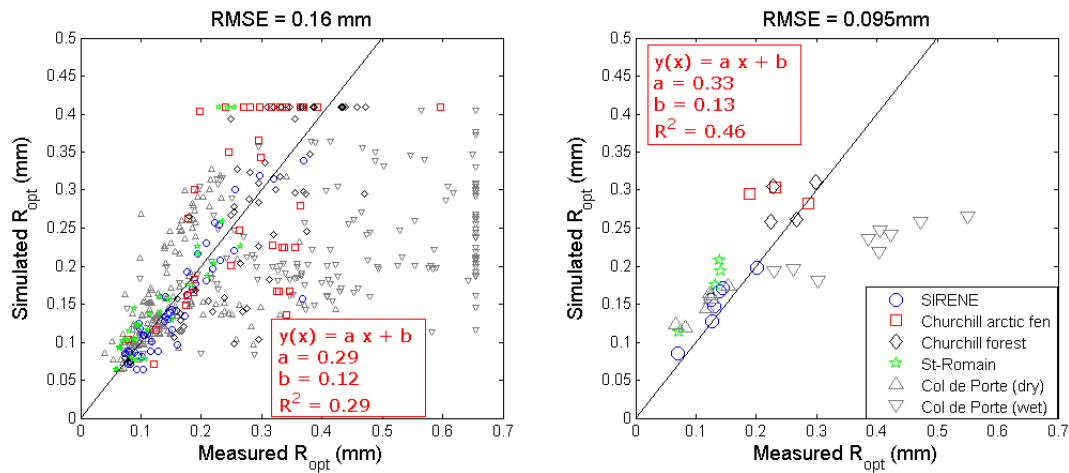 RMSE = 0.16 mm
0.5
0.45
0.4
0.35
0.3
0.25
0.2
0.15
0.1
0.05
0
Simulated R_opt (mm)
y(x) = a x + b
a = 0.29
b = 0.12
R² = 0.29
0 0.1 0.2 0.3 0.4 0.5 0.6 0.7
Measured R_opt (mm)
RMSE = 0.095mm
0.5
0.45
0.4
0.35
0.3
0.25
0.2
0.15
0.1
0.05
0
Simulated R_opt (mm)
y(x) = a x + b
a = 0.33
b = 0.13
R² = 0.46
SIRENE
Churchill arctic fen
Churchill forest
St-Romain
Col de Porte (dry)
Col de Porte (wet)
0 0.1 0.2 0.3 0.4 0.5 0.6 0.7
Measured R_opt (mm)